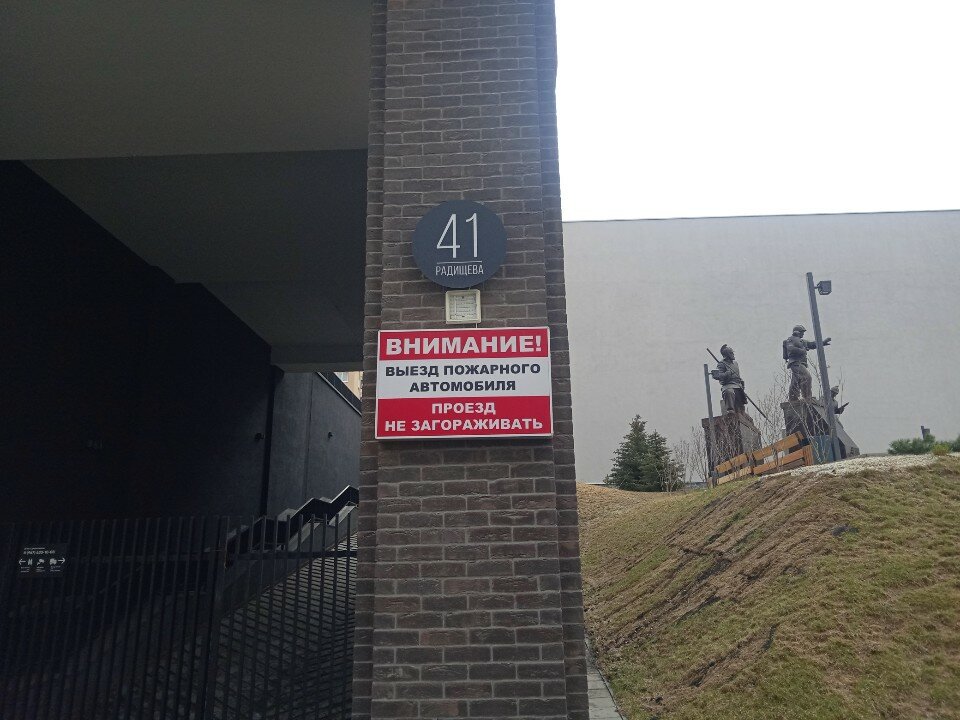 41
РАДИЩЕВА
ВНИМАНИЕ!
ВЫЕЗД ПОЖАРНОГО
АВТОМОБИЛЯ
ПРОЕЗД
НЕ ЗАГОРАЖИВАТЬ